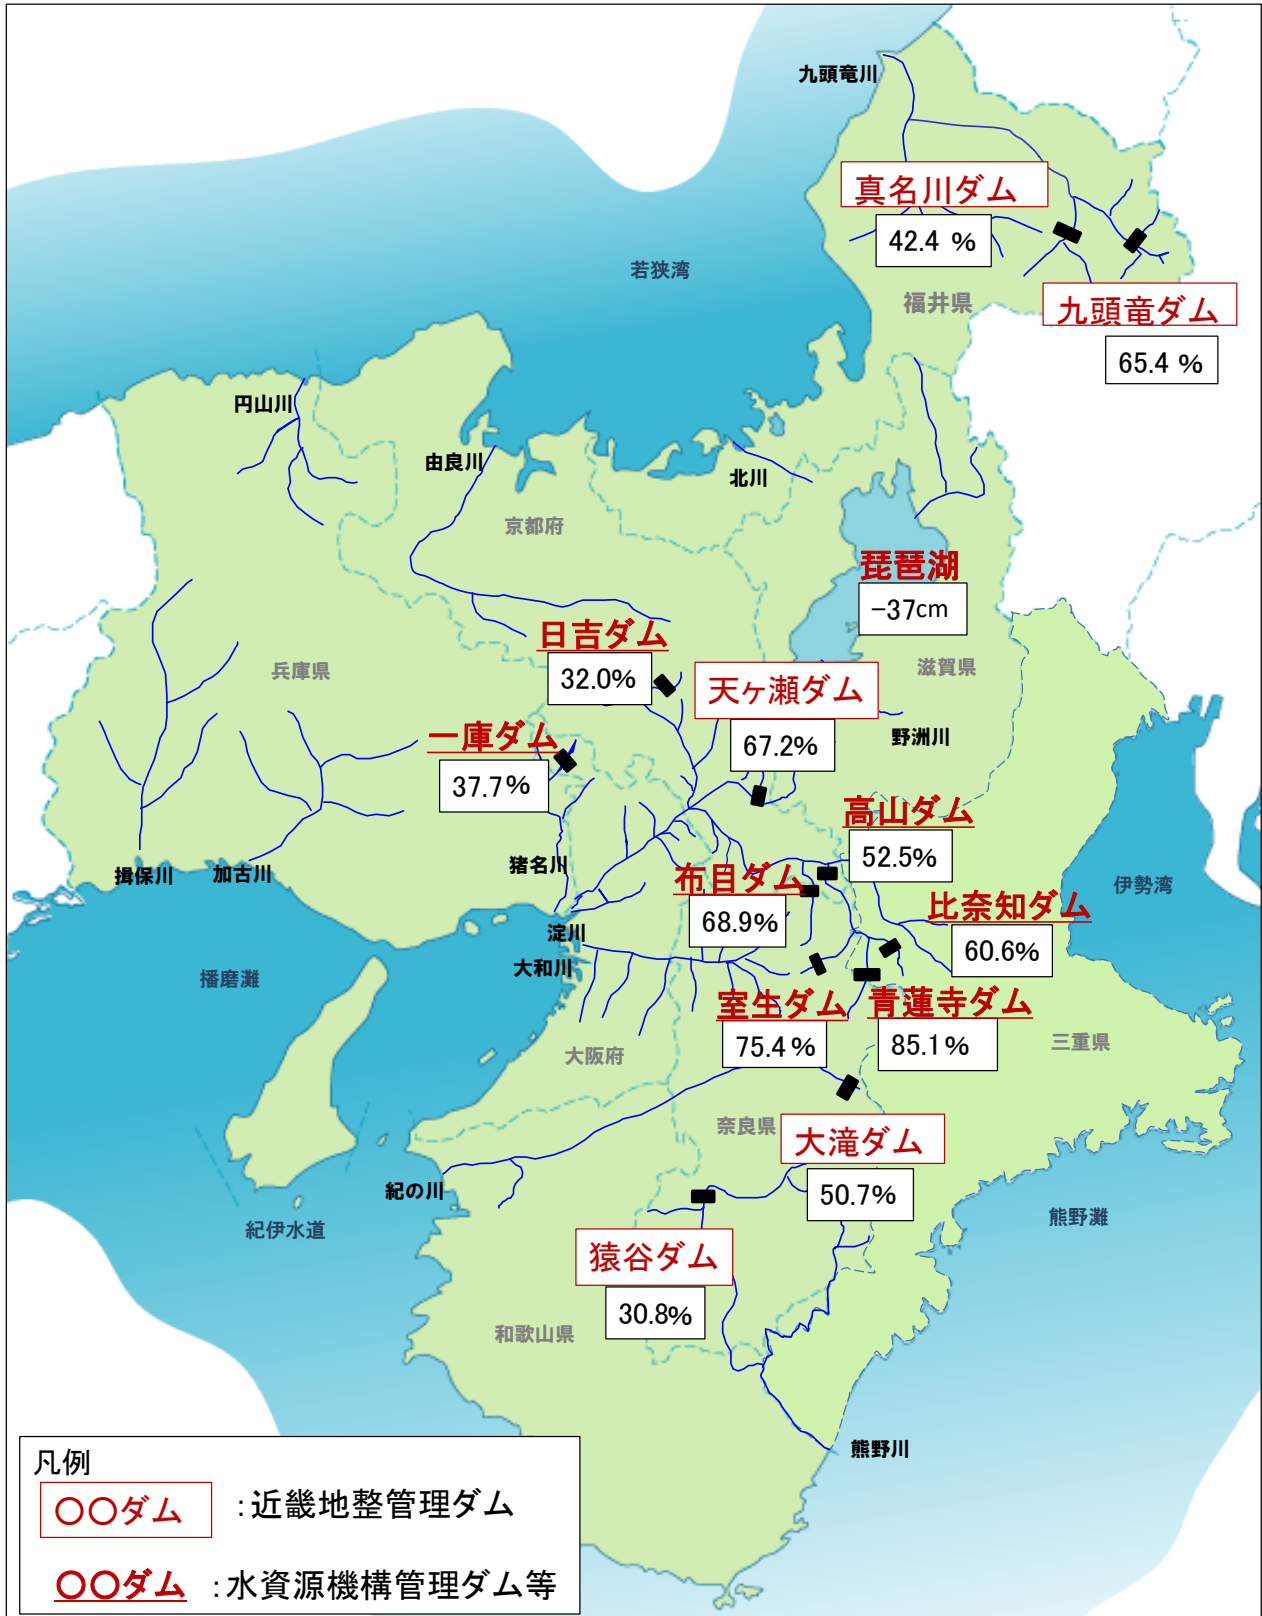 九頭竜川
真名川ダム
42.4 %
福井県
九頭竜ダム
65.4 %
若狭湾
円山川
由良川
北川
京都府
琵琶湖
−37cm
日吉ダム
32.0%
兵庫県
滋賀県
天ヶ瀬ダム
67.2%
野洲川
一庫ダム
37.7%
高山ダム
52.5%
猪名川
揖保川
加古川
布目ダム
68.9%
伊勢湾
比奈知ダム
60.6%
淀川
大和川
播磨灘
室生ダム
75.4%
青蓮寺ダム
85.1%
大阪府
三重県
奈良県
大滝ダム
50.7%
紀の川
紀伊水道
熊野灘
猿谷ダム
30.8%
和歌山県
熊野川
凡例
〇〇ダム :近畿地整管理ダム
〇〇ダム :水資源機構管理ダム等